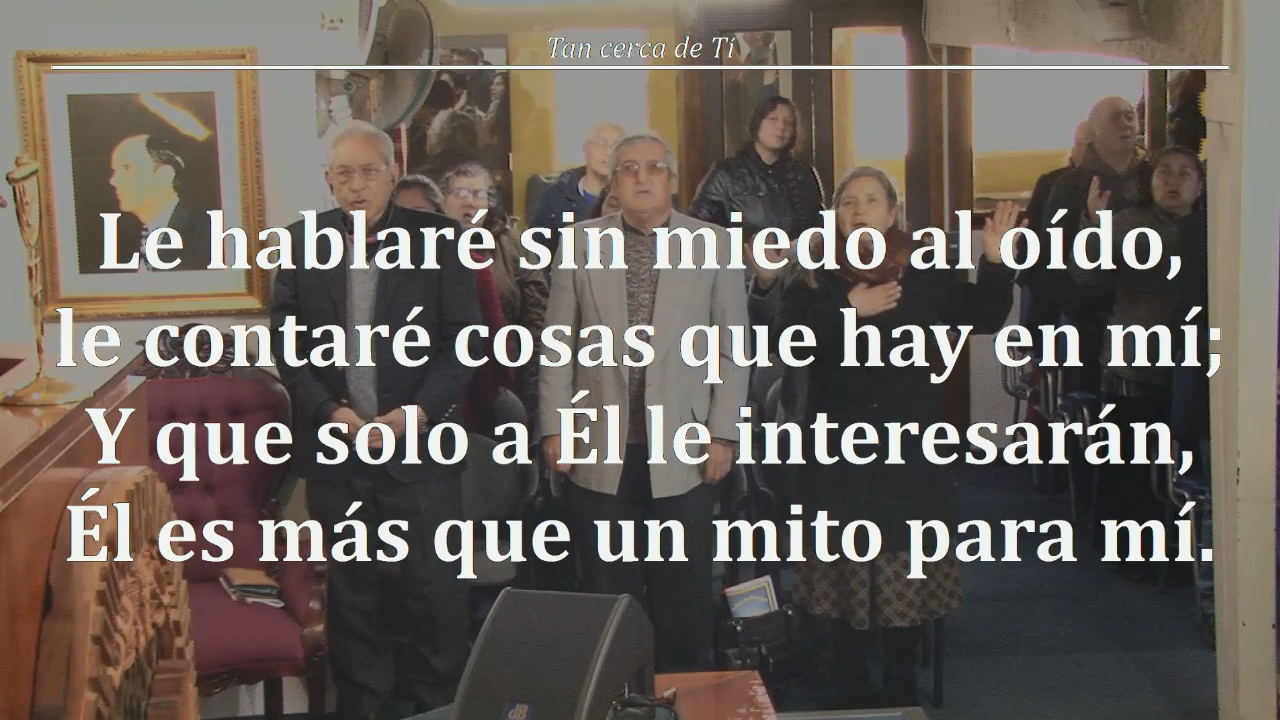 Tan cerca de Tí
Le hablaré sin miedo al oído,
le contaré cosas que hay en mí;
Y que solo a Él le interesarán,
Él es más que un mito para mí.
dB